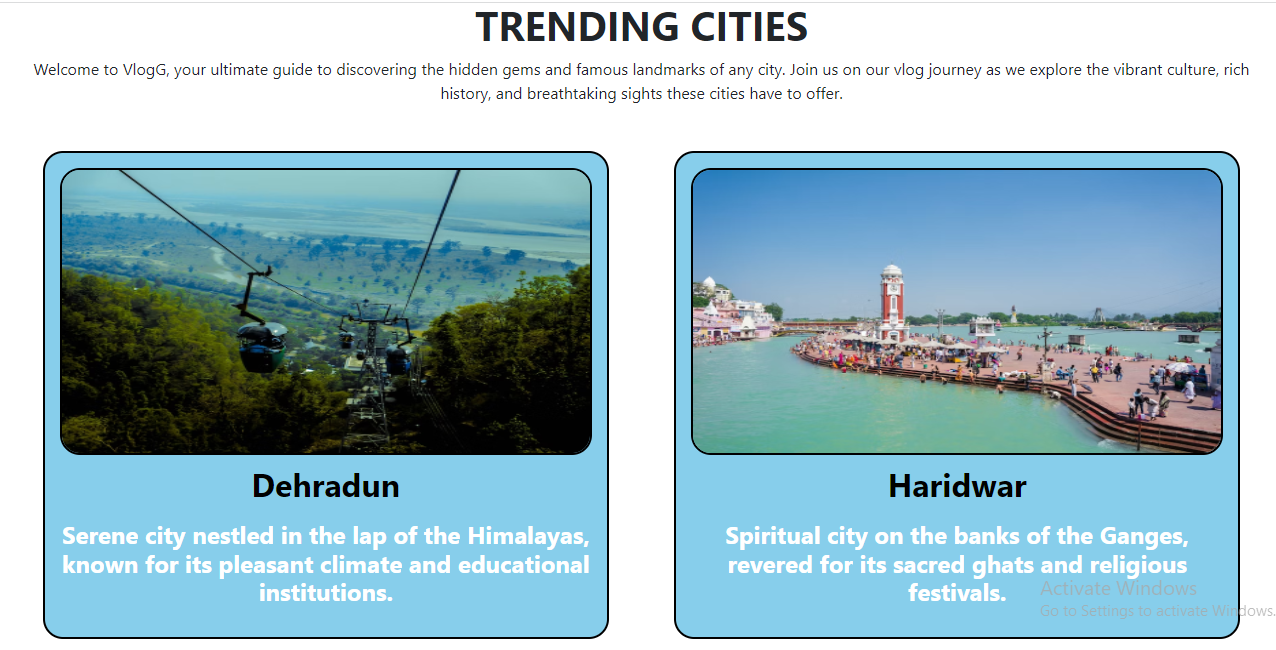 TRENDING CITIES
Welcome to VlogG, your ultimate guide to discovering the hidden gems and famous landmarks of any city. Join us on our vlog journey as we explore the vibrant culture, rich
history, and breathtaking sights these cities have to offer.
Dehradun
Serene city nestled in the lap of the Himalayas,
known for its pleasant climate and educational
institutions.
Haridwar
Spiritual city on the banks of the Ganges,
revered for its sacred ghats and religious
festivals.
Activate Windows
Go to Settings to activate Windows.